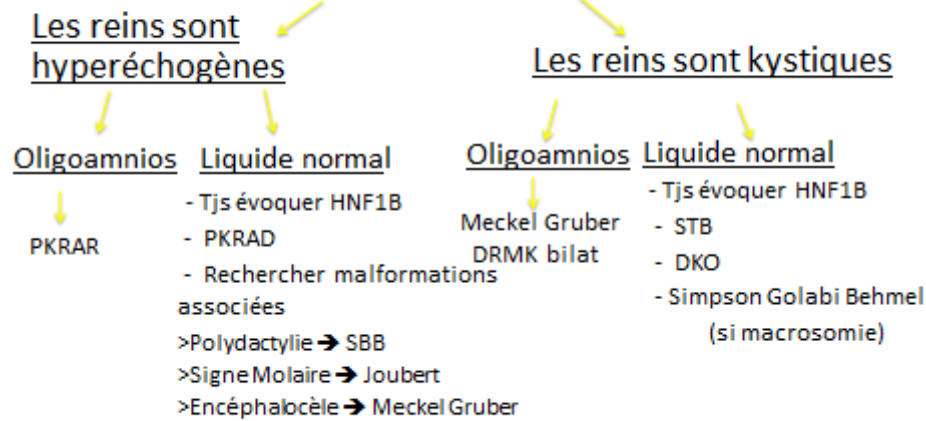 Les reins sont
hyperéchogènes
Oligoamnios
PKRAR
Liquide normal
- Tjs évoquer HNF1B
- PKRAD
- Rechercher malformations
associées
>Polydactylie ➔ SBB
>Signe Molaire ➔ Joubert
>Encéphalocèle ➔ Meckel Gruber
Les reins sont kystiques
Oligoamnios
Meckel Gruber
DRMK bilat
Liquide normal
- Tjs évoquer HNF1B
- STB
- DKO
- Simpson Golabi Behmel
(si macrosomie)